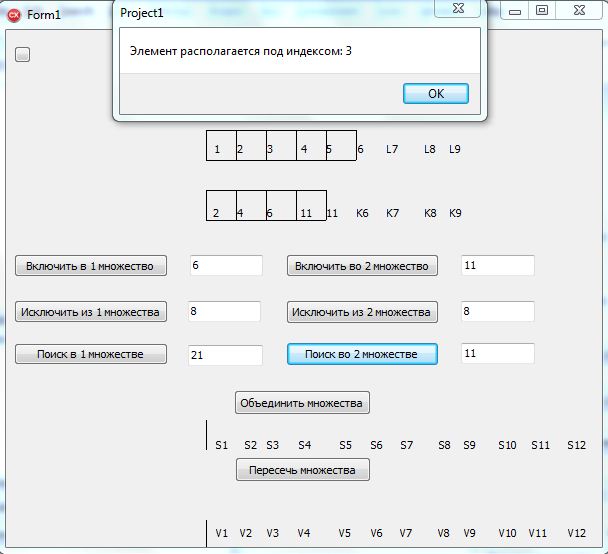 Form1
Project1
Элемент располагается под индексом: 3
OK
1 2 3 4 5 6 L7 L8 L9
2 4 6 11 11 K6 K7 K8 K9
Включить в 1 множество 6 Включить во 2 множество 11
Исключить из 1 множества 8 Исключить из 2 множества 8
Поиск в 1 множестве 21 Поиск во 2 множестве 11
Объединить множества
S1 S2 S3 S4 S5 S6 S7 S8 S9 S10 S11 S12
Пересечь множества
V1 V2 V3 V4 V5 V6 V7 V8 V9 V10 V11 V12